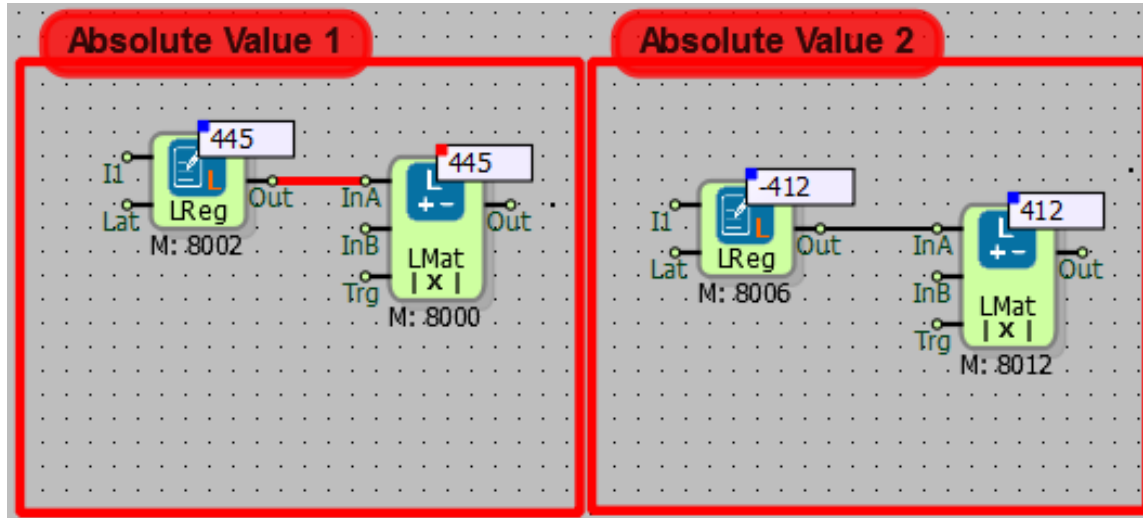 Absolute Value 1
445
I1
Lat
Out
L
LReg
M: 8002
445
InA
InB
Trg
Out
L
+ -
LMat
| X |
M: 8000
Absolute Value 2
-412
I1
Lat
Out
L
LReg
M: 8006
412
InA
InB
Trg
Out
L
+ -
LMat
| X |
M: 8012